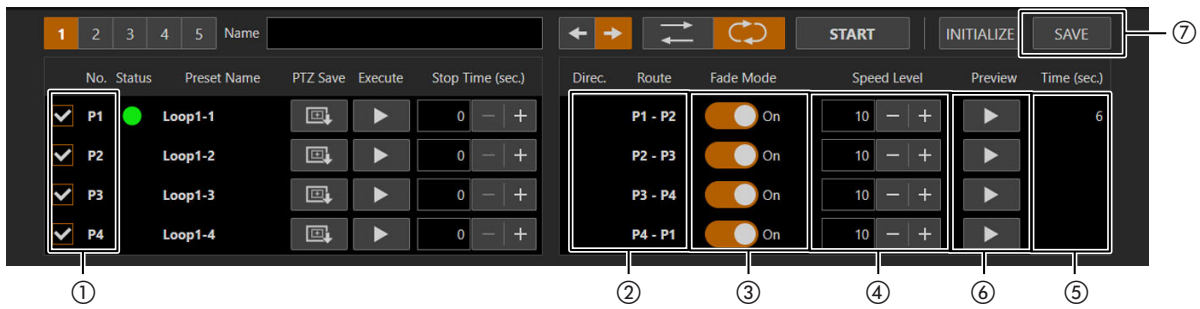 1 2 3 4 5 Name START INITIALIZE SAVE ⑦
No. Status Preset Name PTZ Save Execute Stop Time (sec.) Direc. Route Fade Mode Speed Level Preview Time (sec.)
P1 Loop1-1 0 − + P1 - P2 On 10 − + 6
P2 Loop1-2 0 − + P2 - P3 On 10 − +
P3 Loop1-3 0 − + P3 - P4 On 10 − +
P4 Loop1-4 0 − + P4 - P1 On 10 − +
① ② ③ ④ ⑥ ⑤